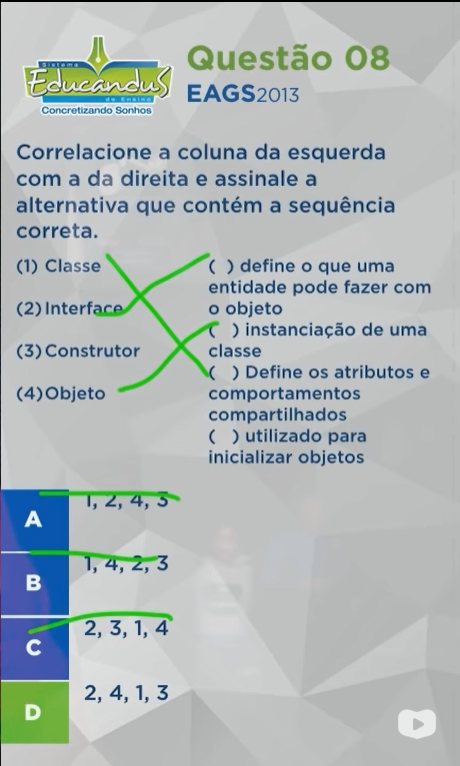 Sistema
Educandus
de Ensino
Concretizando Sonhos
Questão 08
EAGS2013
Correlacione a coluna da esquerda
com a da direita e assinale a
alternativa que contém a sequência
correta.
(1) Classe
(2) Interface
(3) Construtor
(4) Objeto
( ) define o que uma
entidade pode fazer com
o objeto
( ) instanciação de uma
classe
( ) Define os atributos e
comportamentos
compartilhados
( ) utilizado para
inicializar objetos
A 1, 2, 4, 3
B 1, 4, 2, 3
C 2, 3, 1, 4
D 2, 4, 1, 3